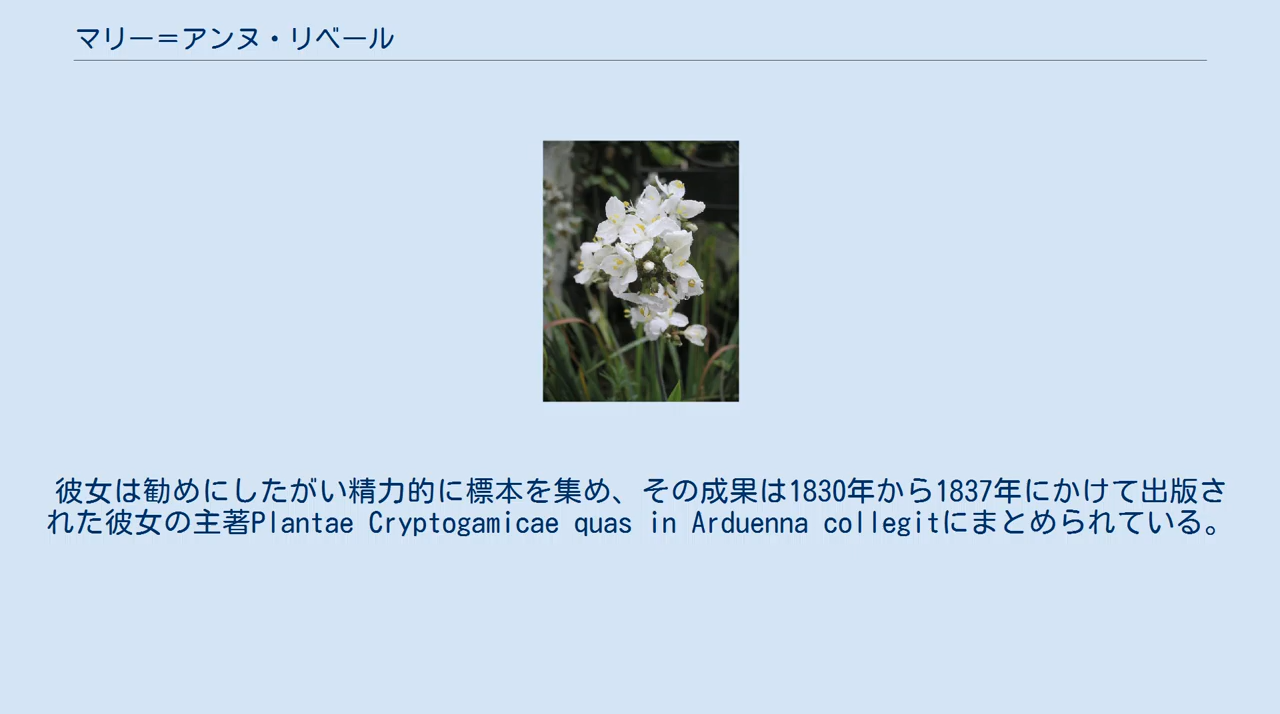 マリー＝アンヌ・リベール
彼女は勧めにしたがい精力的に標本を集め、その成果は1830年から1837年にかけて出版さ
れた彼女の主著Plantae Cryptogamicae quas in Arduenna collegitにまとめられている。